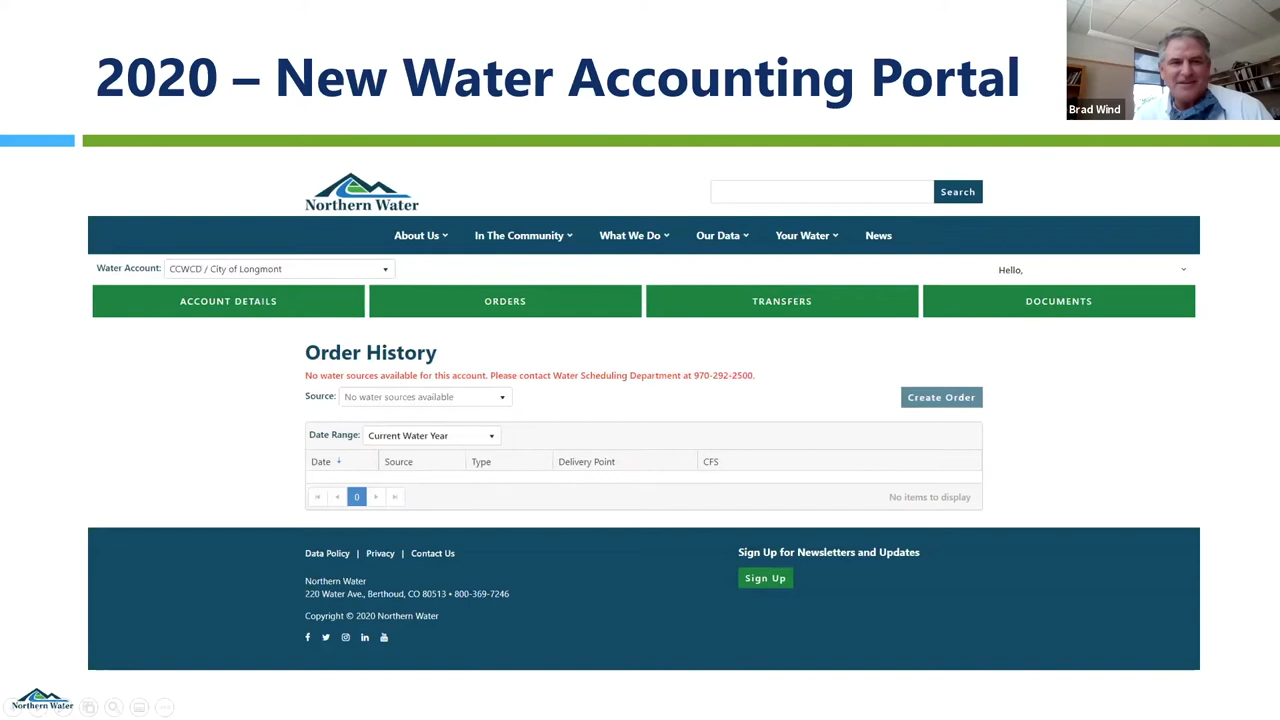 2020 – New Water Accounting Portal
Brad Wind
Northern Water
Search
About Us In The Community What We Do Our Data Your Water News
Water Account: CCWCD / City of Longmont Hello,
ACCOUNT DETAILS ORDERS TRANSFERS DOCUMENTS
Order History
No water sources available for this account. Please contact Water Scheduling Department at 970-292-2500.
Source: No water sources available Create Order
Date Range: Current Water Year
Date Source Type Delivery Point CFS
0 No items to display
Data Policy | Privacy | Contact Us
Sign Up for Newsletters and Updates
Sign Up
Northern Water
220 Water Ave., Berthoud, CO 80513 • 800-369-7246
Copyright © 2020 Northern Water
Northern Water